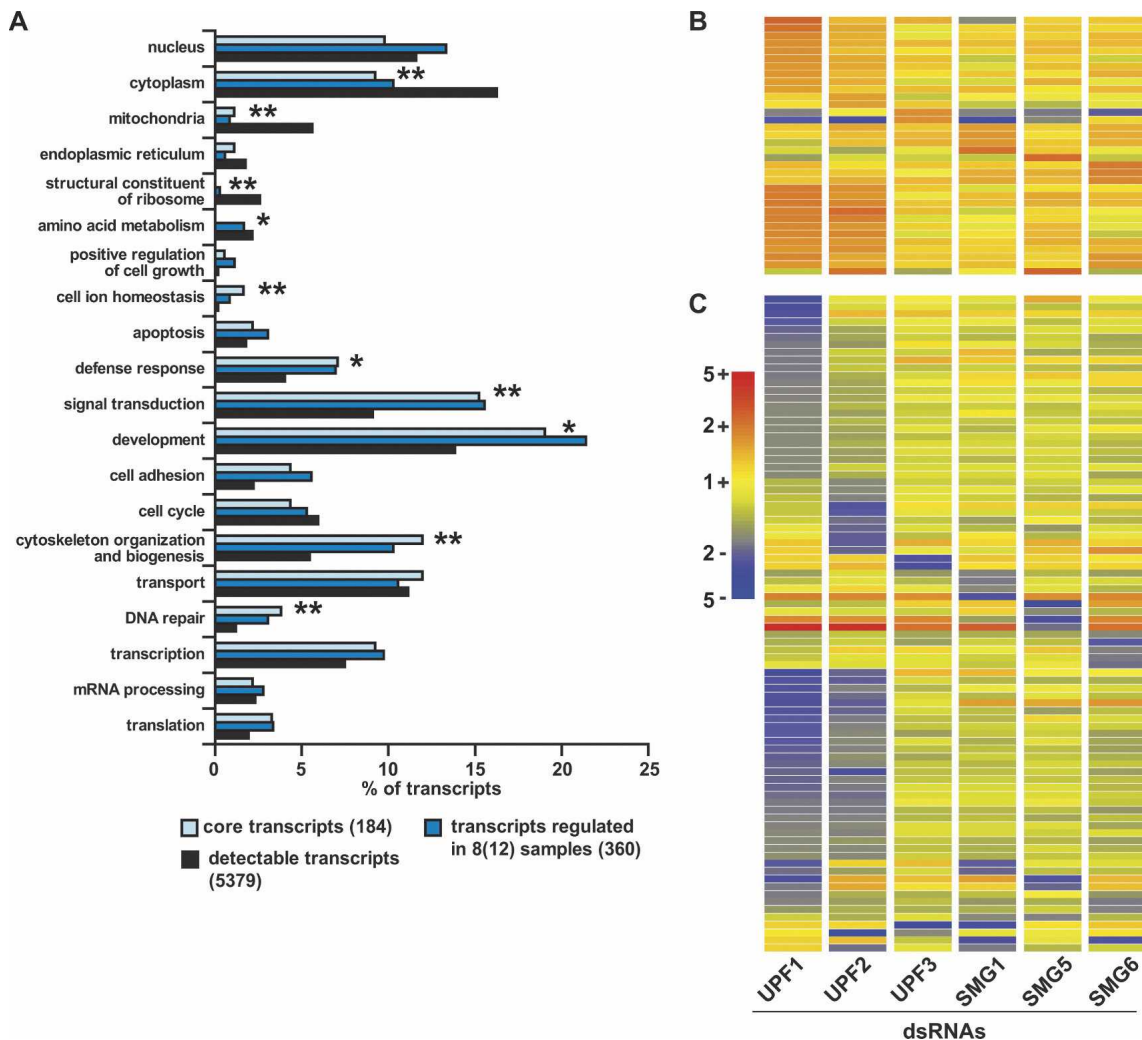 A
nucleus
cytoplasm
**
mitochondria
**
endoplasmic reticulum
structural constituent
of ribosome
**
amino acid metabolism
*
positive regulation
of cell growth
cell ion homeostasis
**
apoptosis
defense response
*
signal transduction
**
development
*
cell adhesion
cell cycle
cytoskeleton organization
and biogenesis
**
transport
DNA repair
**
transcription
mRNA processing
translation
0
5
10
15
20
25
% of transcripts
core transcripts (184)
detectable transcripts
(5379)
transcripts regulated
in 8(12) samples (360)
B
C
5+
2+
1+
2-
5-
UPF1
UPF2
UPF3
SMG1
SMG5
SMG6
dsRNAs